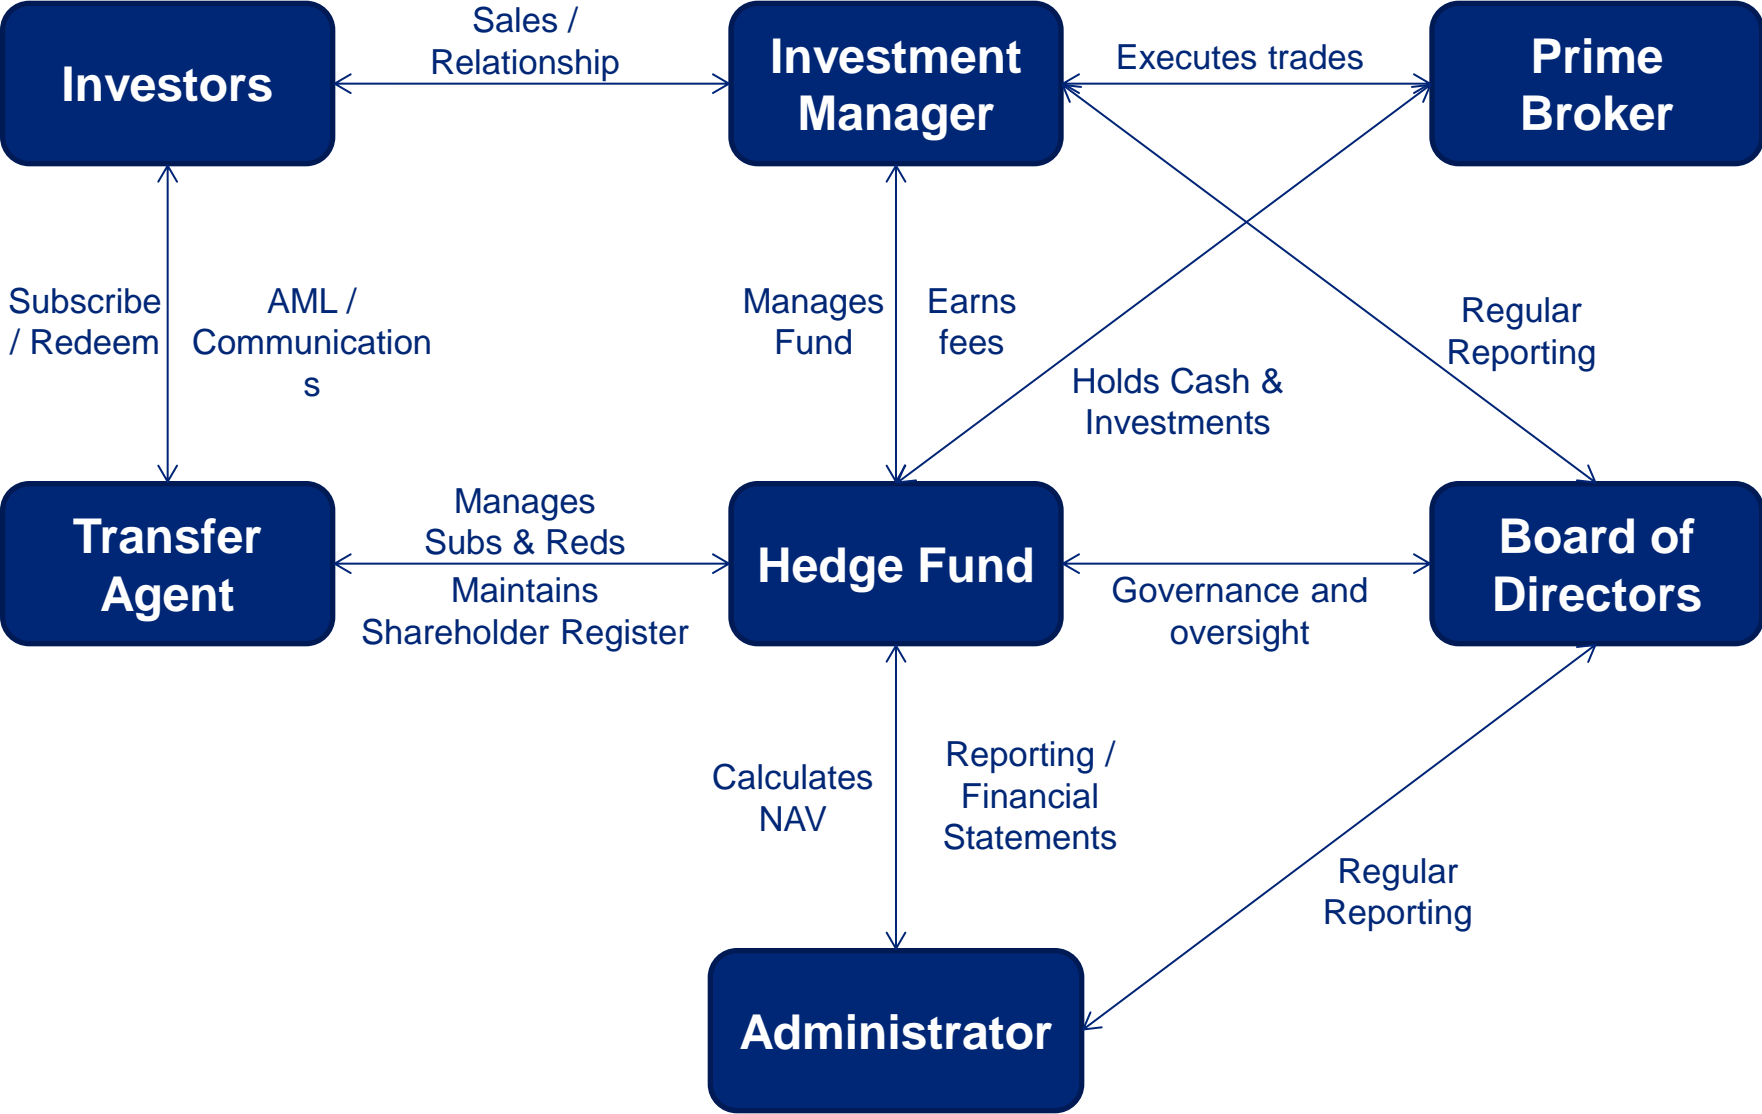 Sales /
Relationship
Investors
Investment
Manager
Executes trades
Prime
Broker
Subscribe
/ Redeem
AML /
Communication
s
Manages
Fund
Earns
fees
Holds Cash &
Investments
Regular
Reporting
Transfer
Agent
Manages
Subs & Reds
Maintains
Shareholder Register
Hedge Fund
Governance and
oversight
Board of
Directors
Calculates
NAV
Reporting /
Financial
Statements
Regular
Reporting
Administrator